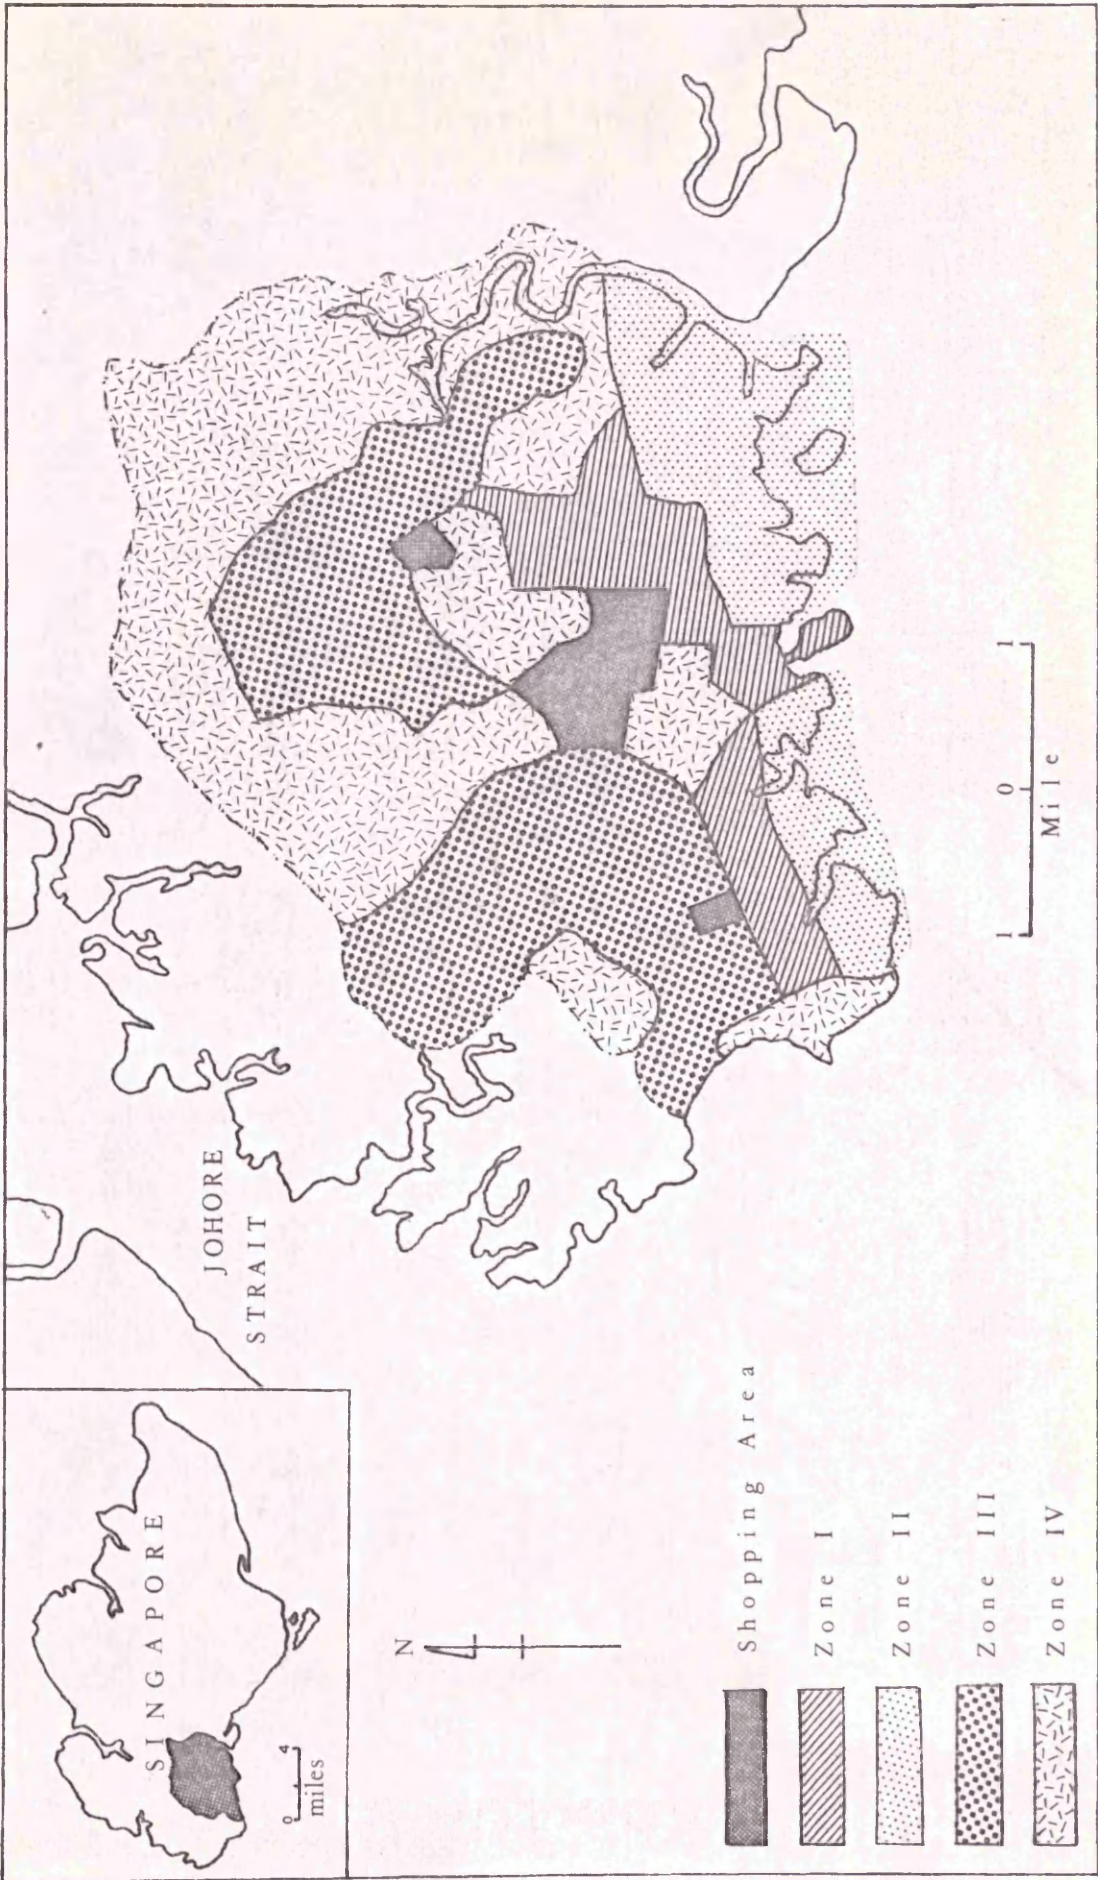 SINGAPORE
0 4
miles
JOHORE
STRAIT
N
Shopping Area
Zone I
Zone II
Zone III
Zone IV
1 0 1
Mile